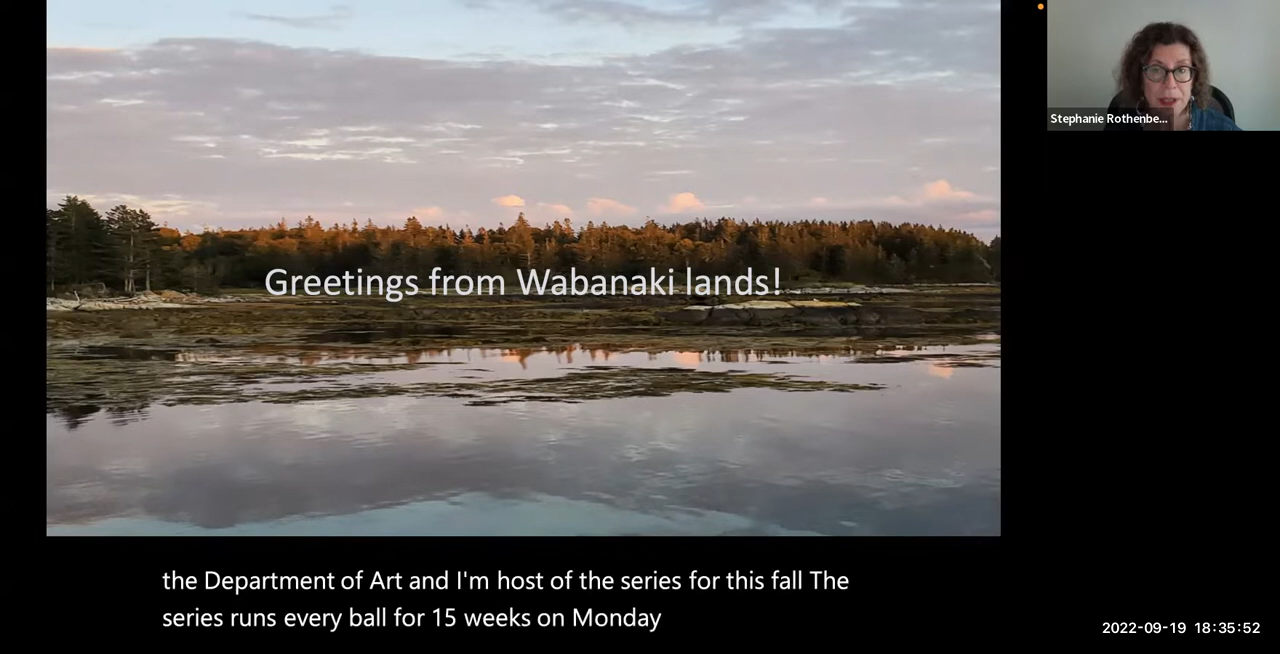 Stephanie Rothenbe...
Greetings from Wabanaki lands!
the Department of Art and I'm host of the series for this fall The
series runs every ball for 15 weeks on Monday
2022-09-19 18:35:52